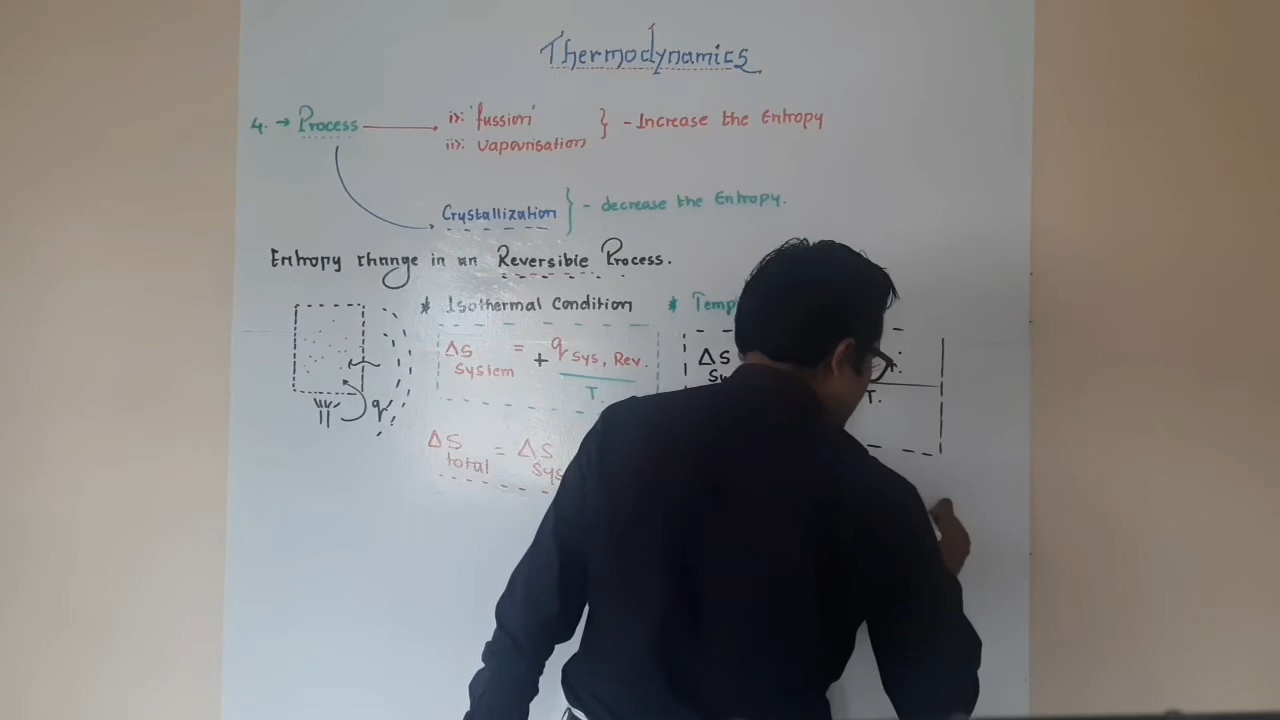 Thermodynamics
4. → Process → i>: 'fussion' } - Increase the Entropy
ii>: Vapourisation
Crystallization } - decrease the Entropy.
Entropy change in an Reversible Process.
* Isothermal Condition
ΔS System = + q sys, Rev. / T.
q
ΔS total = ΔS sys
* Temp
ΔS
T.